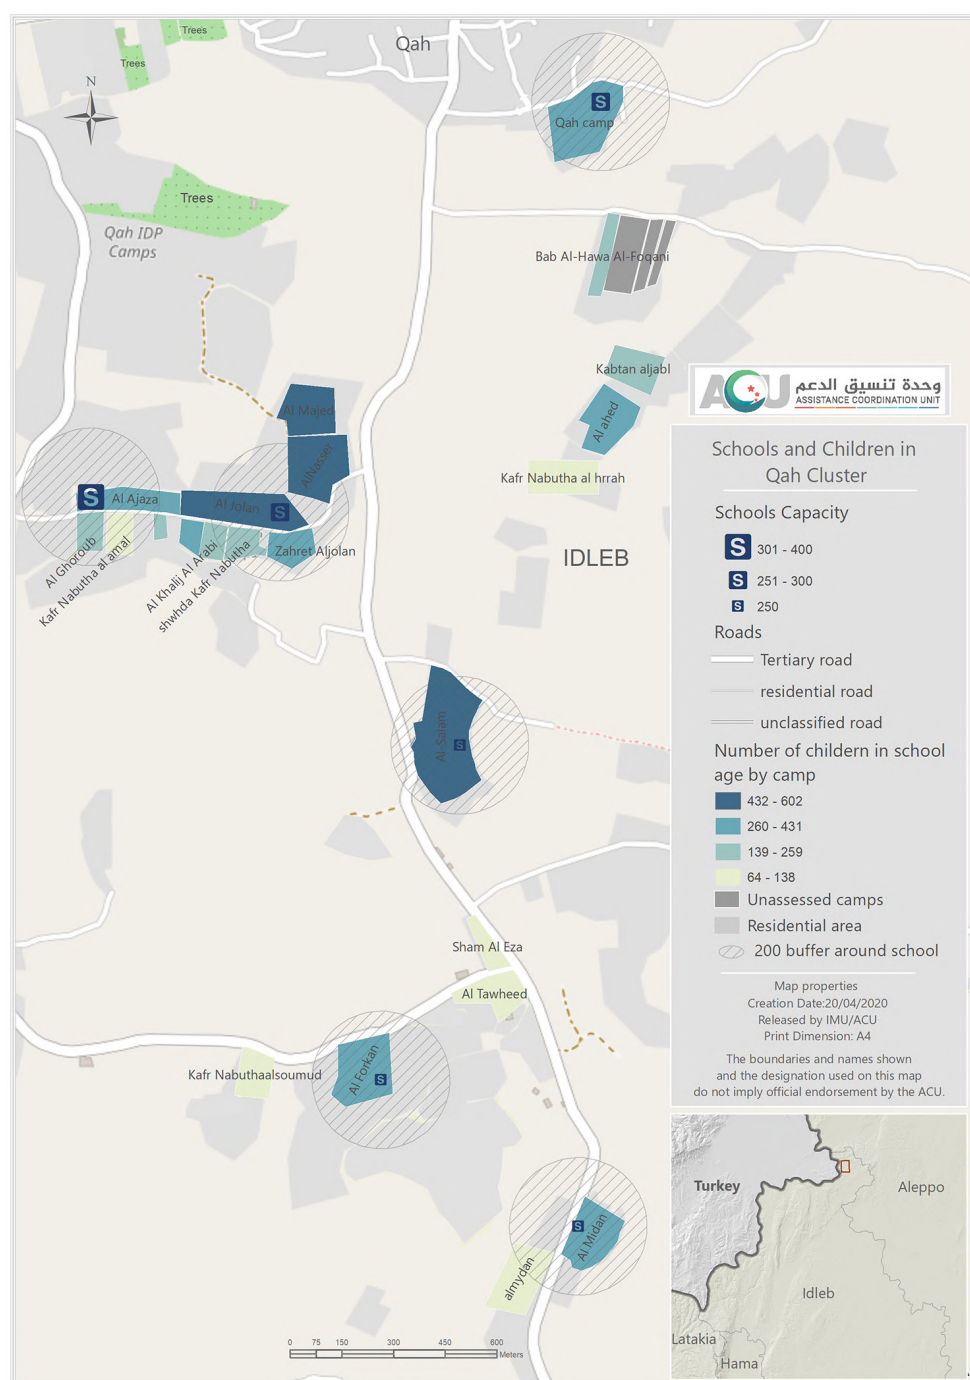 Qah
Trees
Trees
N
Qah camp
Trees
Qah IDP
Camps
Bab Al-Hawa Al-Foqani
Kabtan aljabl
Al ahed
Al Majed
AlNasser
Kafr Nabutha al hrrah
S
Al Ajaza
Al Jolan
S
Al Ghoroub
Kafr Nabutha al amal
Al Khalij Al Arabi
shwhda Kafr Nabutha
Zahret Aljolan
IDLEB
Al-Salam
S
Sham Al Eza
Al Tawheed
Kafr Nabuthaalsoumud
Al Forkan
S
S
Al Midan
almydan
S
0 75 150 300 450 600
Meters
ACU
وحدة تنسيق الدعم
ASSISTANCE COORDINATION UNIT
Schools and Children in
Qah Cluster
Schools Capacity
S 301 - 400
S 251 - 300
S 250
Roads
Tertiary road
residential road
unclassified road
Number of childern in school
age by camp
432 - 602
260 - 431
139 - 259
64 - 138
Unassessed camps
Residential area
200 buffer around school
Map properties
Creation Date:20/04/2020
Released by IMU/ACU
Print Dimension: A4
The boundaries and names shown
and the designation used on this map
do not imply official endorsement by the ACU.
Turkey
Aleppo
Idleb
Latakia
Hama